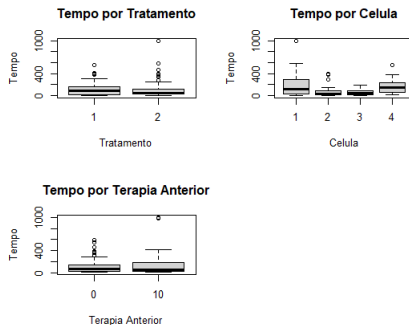 Tempo por Tratamento
Tempo
0 400 1000
1 2
Tratamento
Tempo por Celula
Tempo
0 400 1000
1 2 3 4
Celula
Tempo por Terapia Anterior
Tempo
0 400 1000
0 10
Terapia Anterior